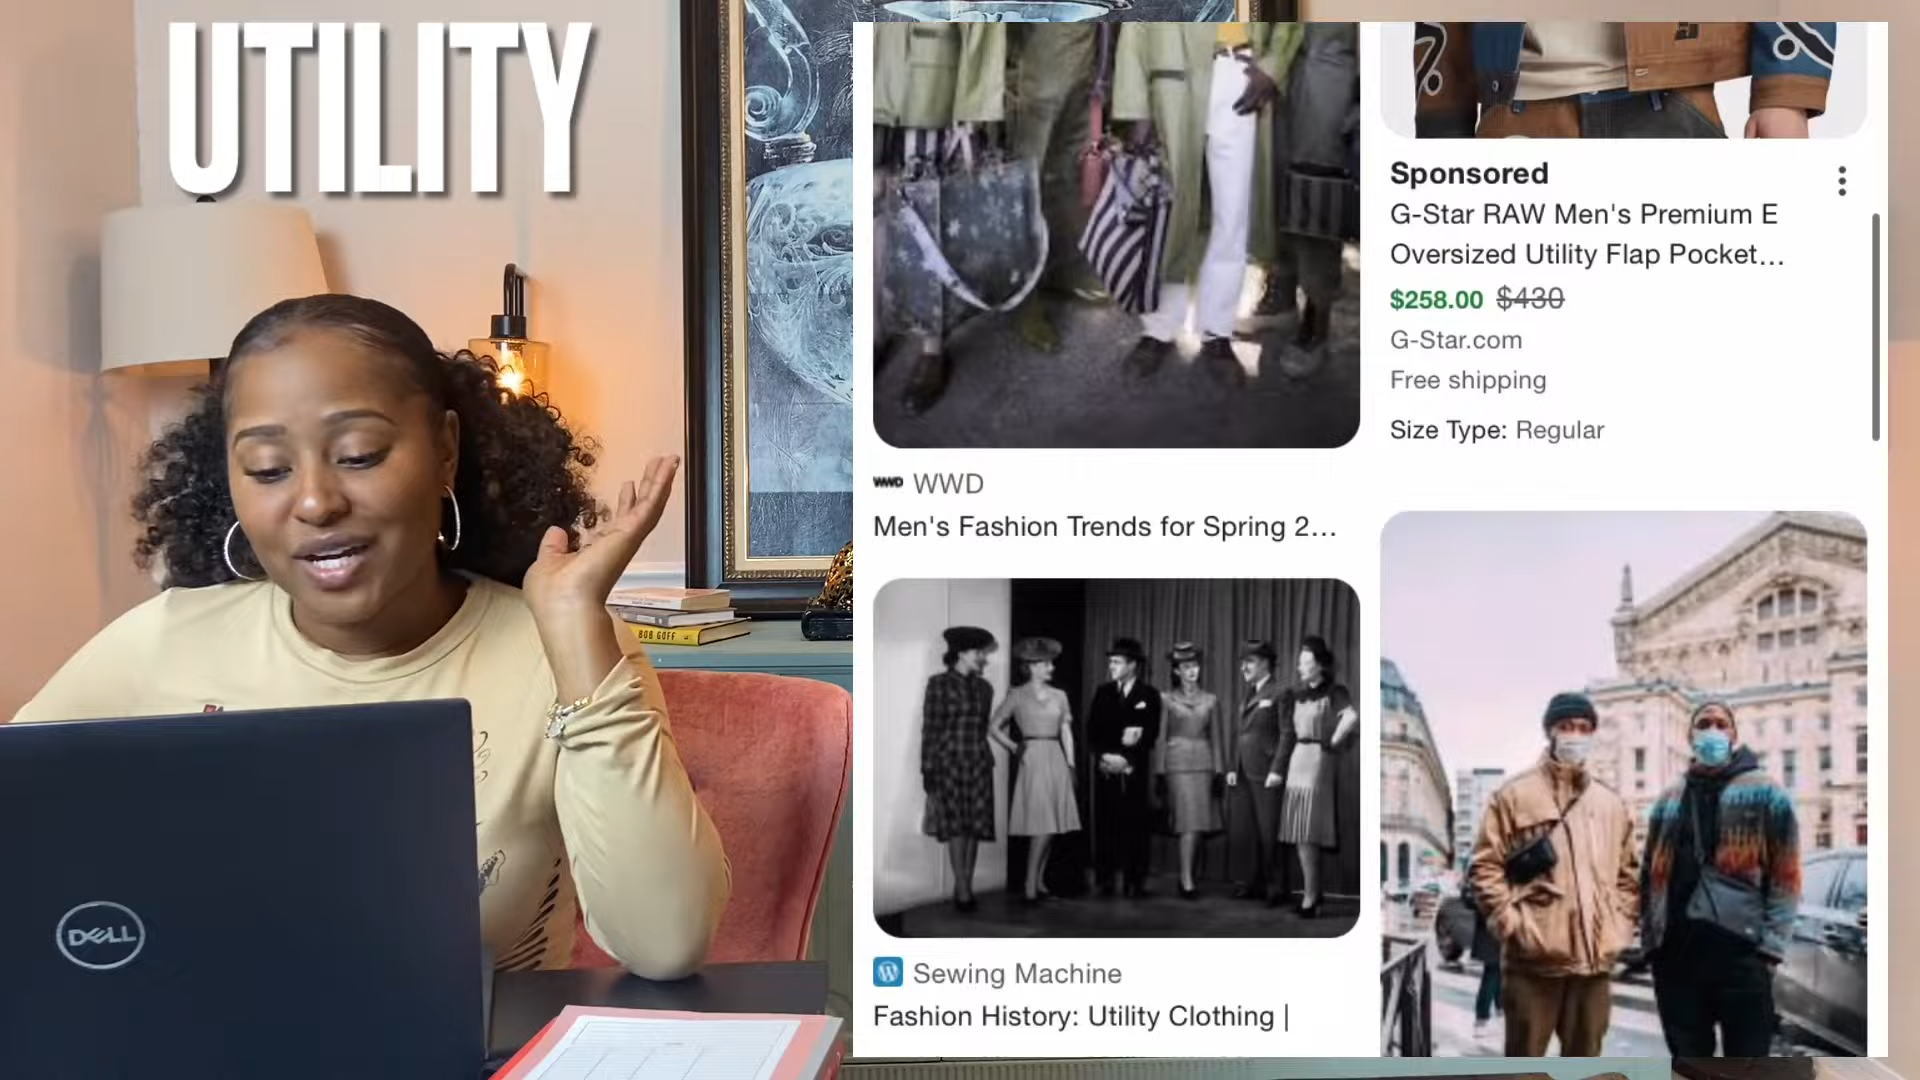 UTILITY
BOB GOFF
DELL
WWD WWD
Men's Fashion Trends for Spring 2...
Sewing Machine
Fashion History: Utility Clothing |
Sponsored
G-Star RAW Men's Premium E
Oversized Utility Flap Pocket...
$258.00 $430
G-Star.com
Free shipping
Size Type: Regular